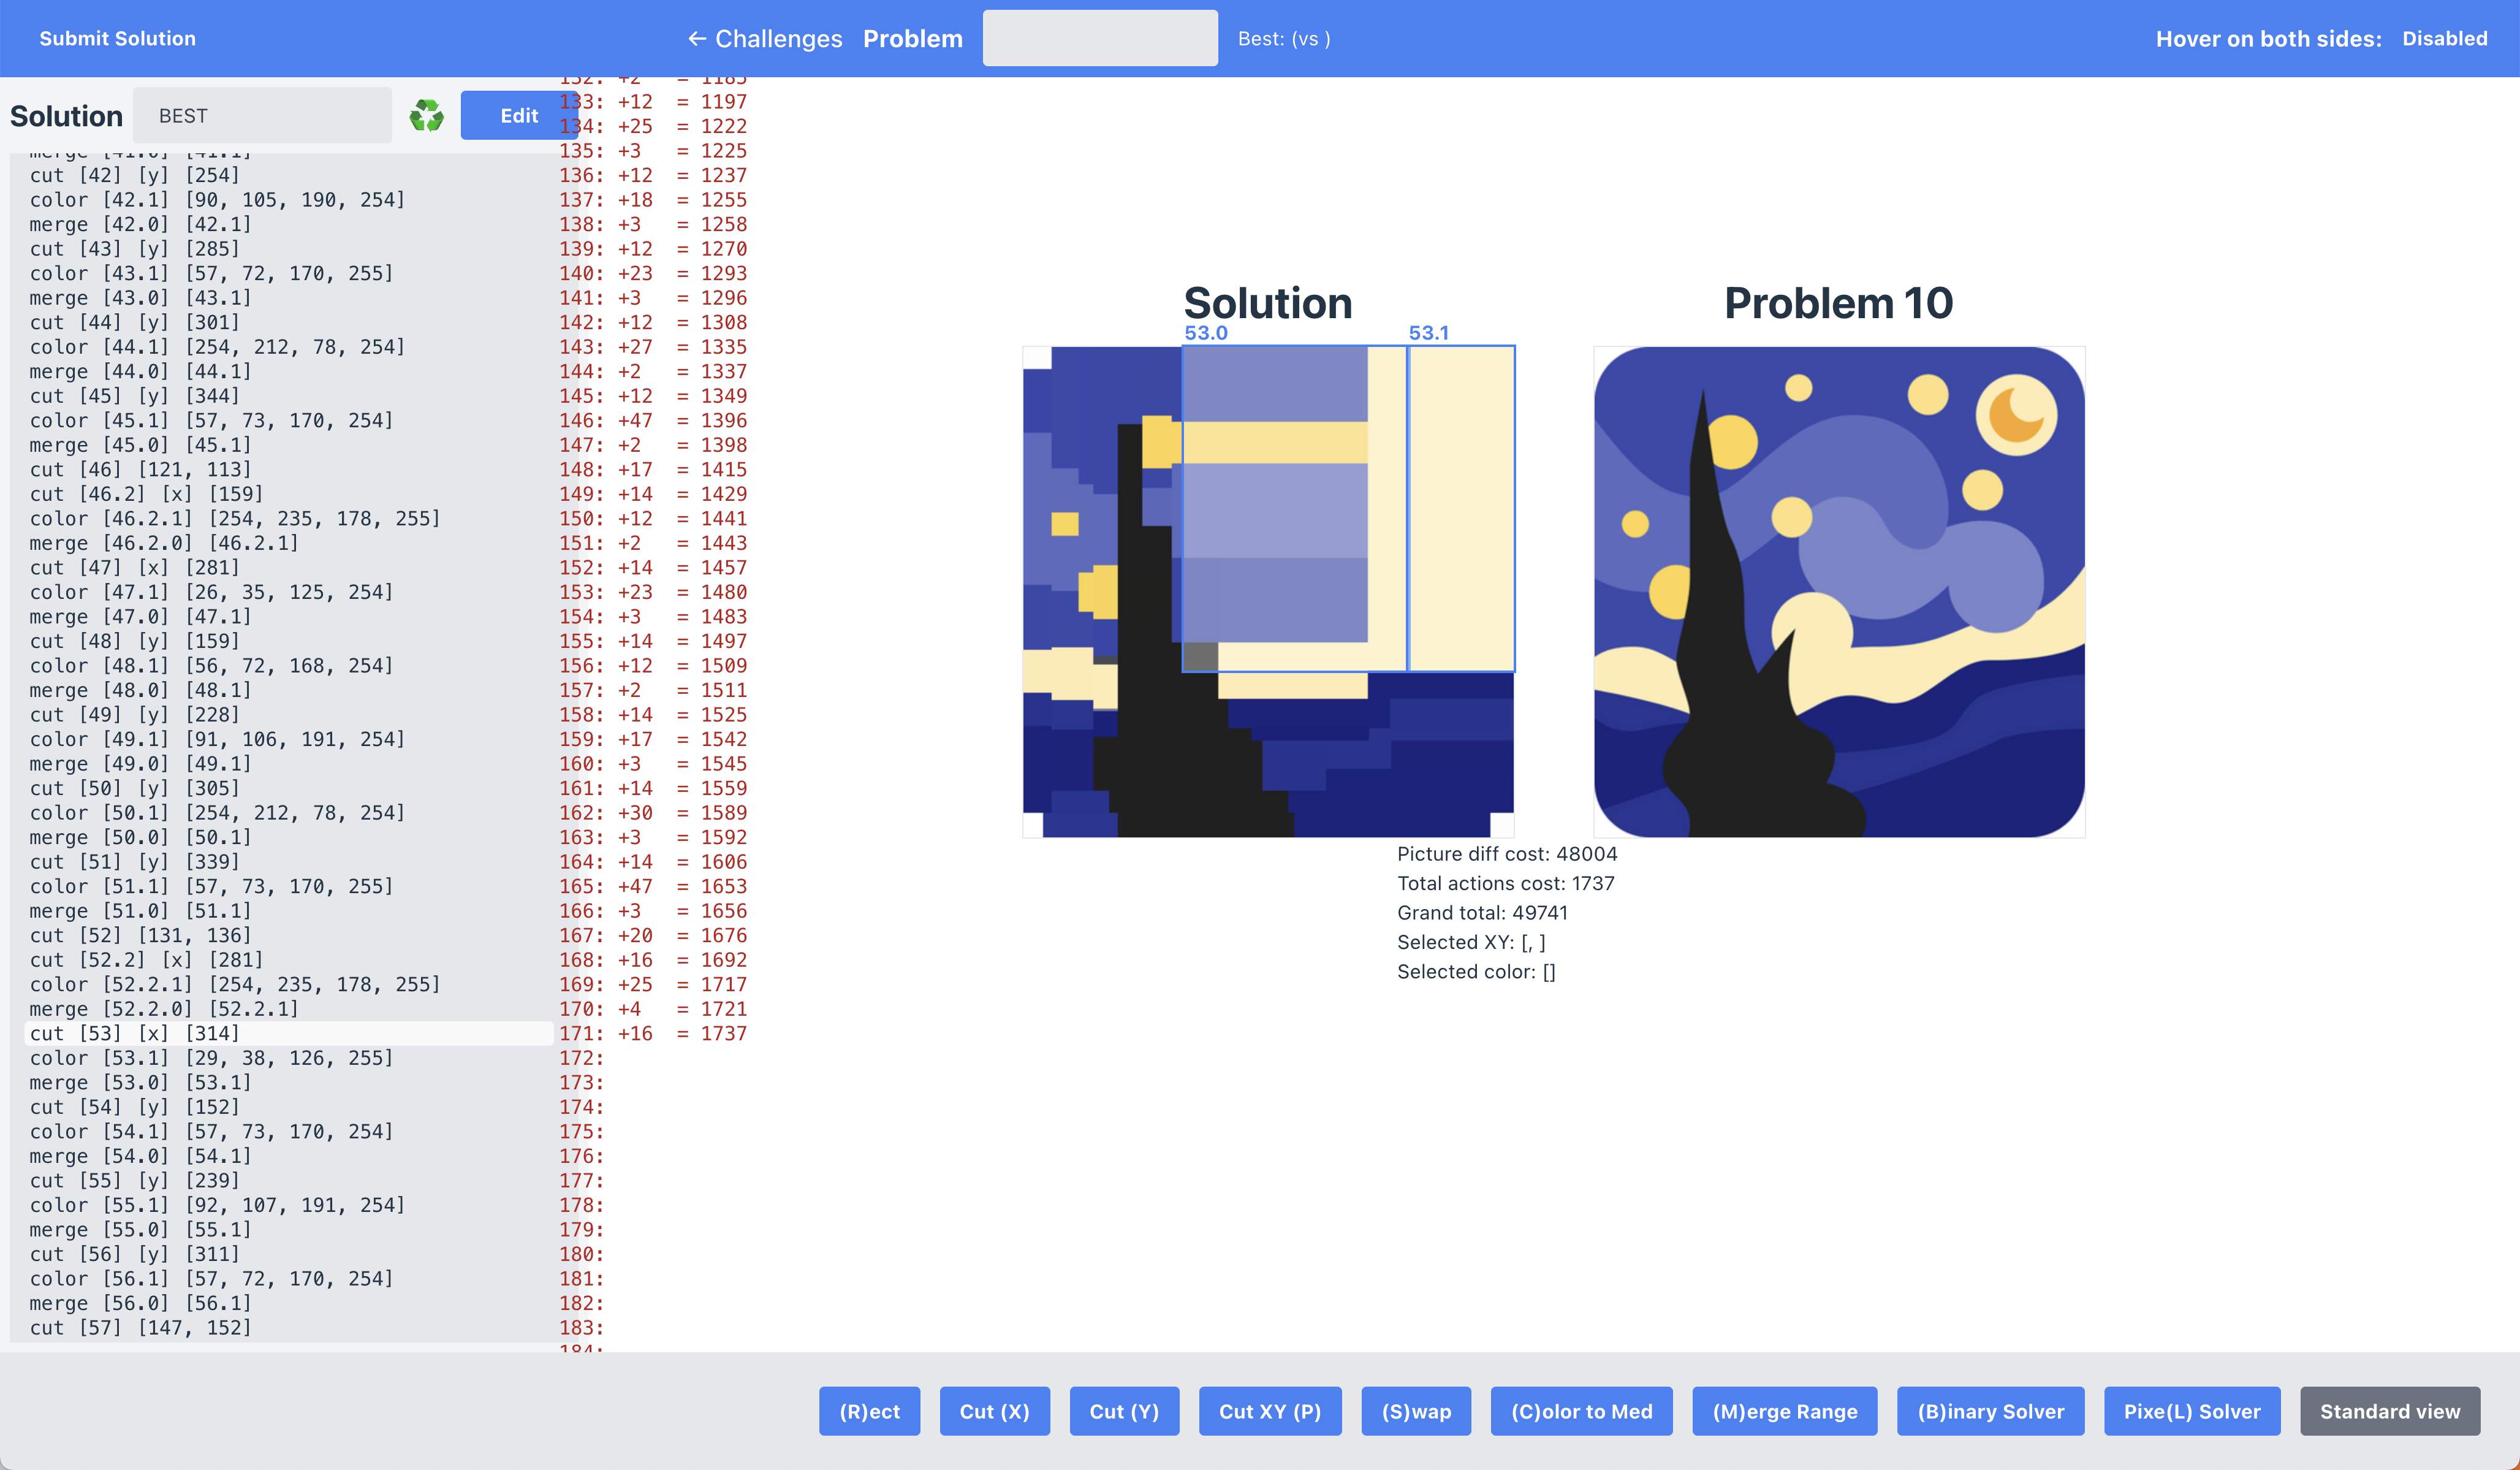 Submit Solution
← Challenges Problem Best: (vs )
Hover on both sides: Disabled
Solution BEST Edit
merge [41.0] [41.1]
cut [42] [y] [254]
color [42.1] [90, 105, 190, 254]
merge [42.0] [42.1]
cut [43] [y] [285]
color [43.1] [57, 72, 170, 255]
merge [43.0] [43.1]
cut [44] [y] [301]
color [44.1] [254, 212, 78, 254]
merge [44.0] [44.1]
cut [45] [y] [344]
color [45.1] [57, 73, 170, 254]
merge [45.0] [45.1]
cut [46] [121, 113]
cut [46.2] [x] [159]
color [46.2.1] [254, 235, 178, 255]
merge [46.2.0] [46.2.1]
cut [47] [x] [281]
color [47.1] [26, 35, 125, 254]
merge [47.0] [47.1]
cut [48] [y] [159]
color [48.1] [56, 72, 168, 254]
merge [48.0] [48.1]
cut [49] [y] [228]
color [49.1] [91, 106, 191, 254]
merge [49.0] [49.1]
cut [50] [y] [305]
color [50.1] [254, 212, 78, 254]
merge [50.0] [50.1]
cut [51] [y] [339]
color [51.1] [57, 73, 170, 255]
merge [51.0] [51.1]
cut [52] [131, 136]
cut [52.2] [x] [281]
color [52.2.1] [254, 235, 178, 255]
merge [52.2.0] [52.2.1]
cut [53] [x] [314]
color [53.1] [29, 38, 126, 255]
merge [53.0] [53.1]
cut [54] [y] [152]
color [54.1] [57, 73, 170, 254]
merge [54.0] [54.1]
cut [55] [y] [239]
color [55.1] [92, 107, 191, 254]
merge [55.0] [55.1]
cut [56] [y] [311]
color [56.1] [57, 72, 170, 254]
merge [56.0] [56.1]
cut [57] [147, 152]
132: +2 = 1185
133: +12 = 1197
134: +25 = 1222
135: +3 = 1225
136: +12 = 1237
137: +18 = 1255
138: +3 = 1258
139: +12 = 1270
140: +23 = 1293
141: +3 = 1296
142: +12 = 1308
143: +27 = 1335
144: +2 = 1337
145: +12 = 1349
146: +47 = 1396
147: +2 = 1398
148: +17 = 1415
149: +14 = 1429
150: +12 = 1441
151: +2 = 1443
152: +14 = 1457
153: +23 = 1480
154: +3 = 1483
155: +14 = 1497
156: +12 = 1509
157: +2 = 1511
158: +14 = 1525
159: +17 = 1542
160: +3 = 1545
161: +14 = 1559
162: +30 = 1589
163: +3 = 1592
164: +14 = 1606
165: +47 = 1653
166: +3 = 1656
167: +20 = 1676
168: +16 = 1692
169: +25 = 1717
170: +4 = 1721
171: +16 = 1737
172:
173:
174:
175:
176:
177:
178:
179:
180:
181:
182:
183:
184:
Solution
53.0 53.1
Problem 10
Picture diff cost: 48004
Total actions cost: 1737
Grand total: 49741
Selected XY: [, ]
Selected color: []
(R)ect Cut (X) Cut (Y) Cut XY (P) (S)wap (C)olor to Med (M)erge Range (B)inary Solver Pixe(L) Solver Standard view